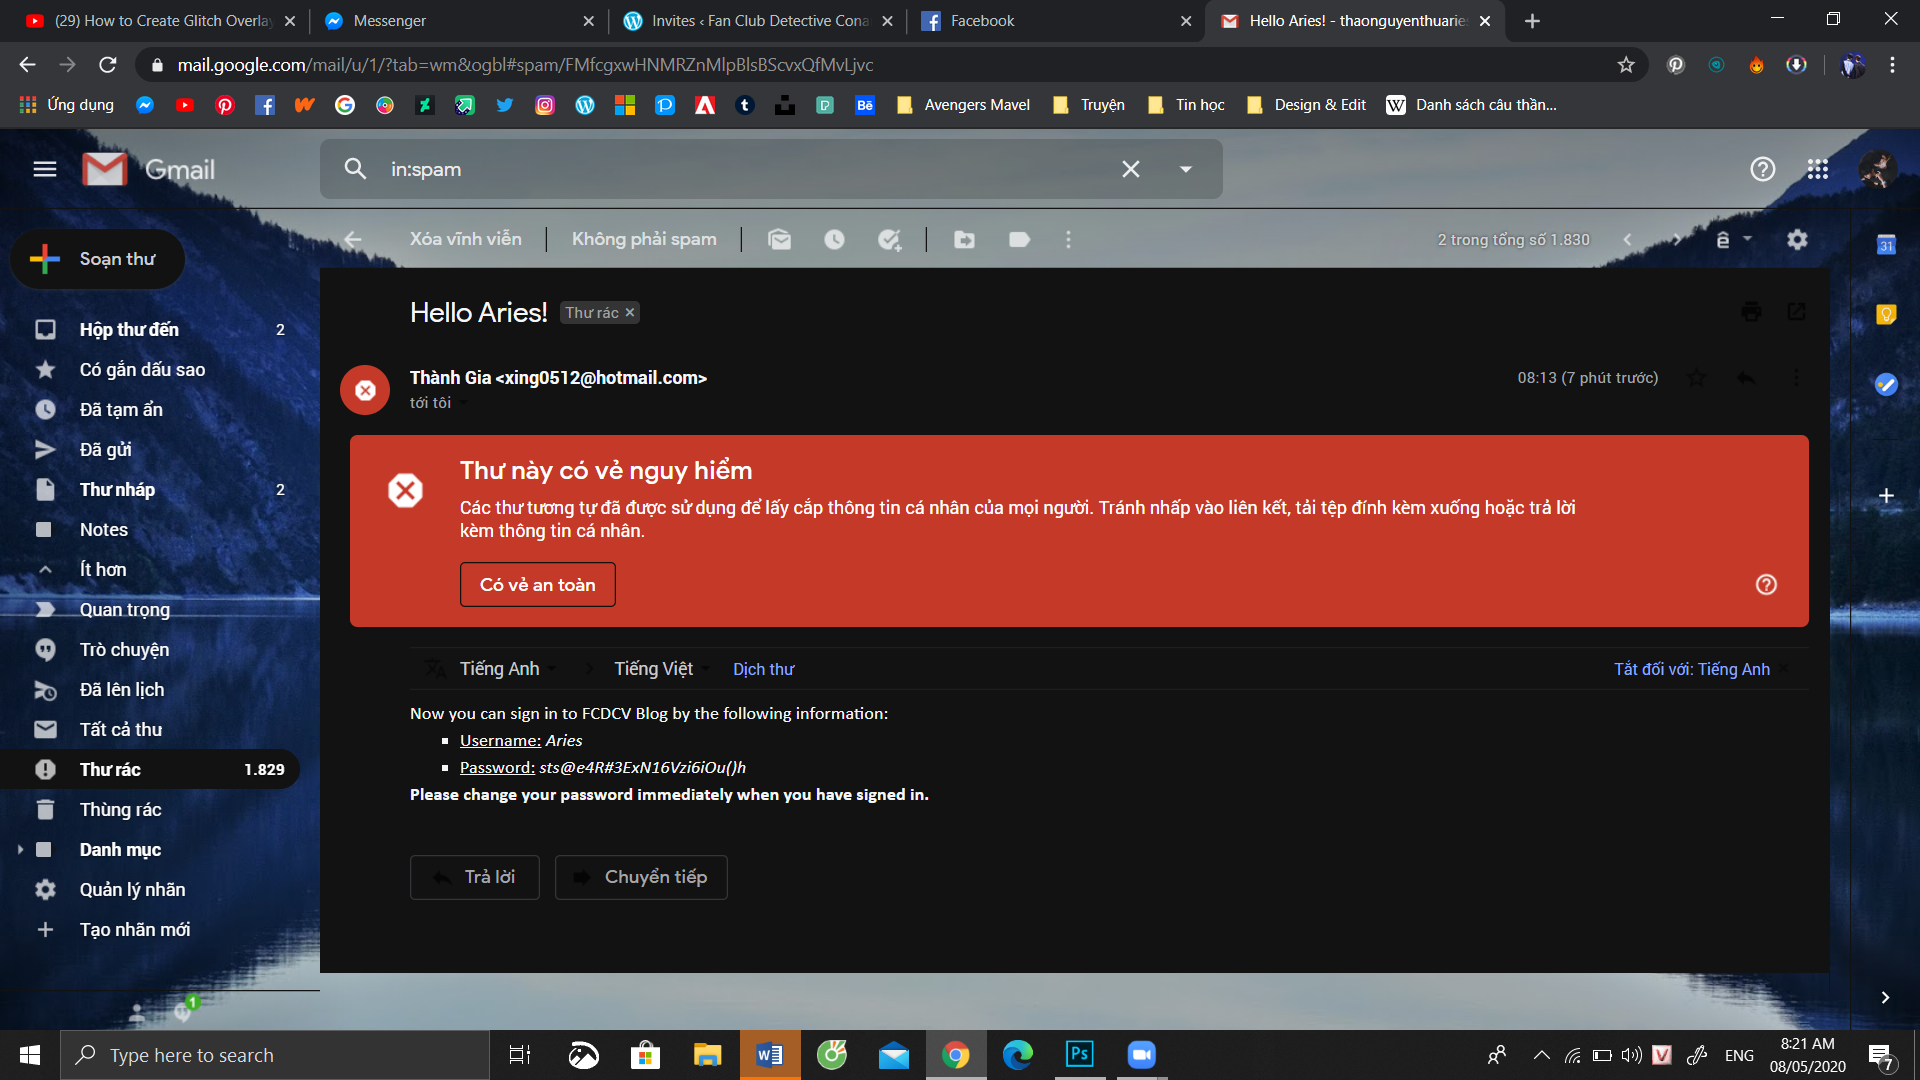 (29) How to Create Glitch Overlay
Messenger
Invites ‹ Fan Club Detective Cona
Facebook
Hello Aries! - thaonguyenthuaries
mail.google.com/mail/u/1/?tab=wm&ogbl#spam/FMfcgxwHNMRZnMlpBlsBScvxQfMvLjvc
Ứng dụng
Avengers Mavel
Truyện
Tin học
Design & Edit
Danh sách câu thần...
Gmail
in:spam
Soạn thư
Xóa vĩnh viễn
Không phải spam
2 trong tổng số 1.830
ê
31
Hộp thư đến 2
Có gắn dấu sao
Đã tạm ẩn
Đã gửi
Thư nháp 2
Notes
Ít hơn
Quan trọng
Trò chuyện
Đã lên lịch
Tất cả thư
Thư rác 1.829
Thùng rác
Danh mục
Quản lý nhãn
Tạo nhãn mới
1
Hello Aries!
Thư rác ×
Thành Gia <xing0512@hotmail.com>
08:13 (7 phút trước)
tới tôi
Thư này có vẻ nguy hiểm
Các thư tương tự đã được sử dụng để lấy cắp thông tin cá nhân của mọi người. Tránh nhấp vào liên kết, tải tệp đính kèm xuống hoặc trả lời
kèm thông tin cá nhân.
Có vẻ an toàn
Tiếng Anh
Tiếng Việt
Dịch thư
Tắt đối với: Tiếng Anh
Now you can sign in to FCDCV Blog by the following information:
Username: Aries
Password: sts@e4R#3ExN16Vzi6iOu()h
Please change your password immediately when you have signed in.
Trả lời
Chuyển tiếp
Type here to search
Ps
ENG
8:21 AM
08/05/2020
7